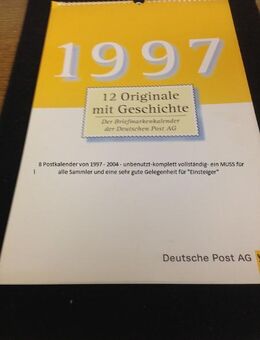 1997
12 Originale
mit Geschichte
Der Briefmarkenkalender
der Deutschen Post AG
8 Postkalender von 1997 - 2004 - unbenutzt-komplett vollständig- ein MUSS für
l alle Sammler und eine sehr gute Gelegenheit für "Einsteiger"
Deutsche Post AG